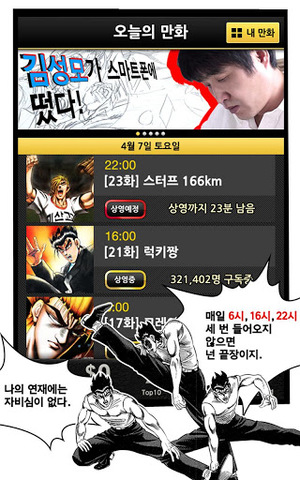 오늘의 만화
내 만화
김성모가 스마트폰에
떴다!
4월 7일 토요일
22:00
[23화] 스터프 166km
상영예정
상영까지 23분 남음
16:00
[21화] 럭키짱
상영중
321,402명 구독중
:00
[17화]
매일 6시, 16시, 22시
세 번 들어오지
않으면
넌 끝장이지.
나의 연재에는
자비심이 없다.
Top10